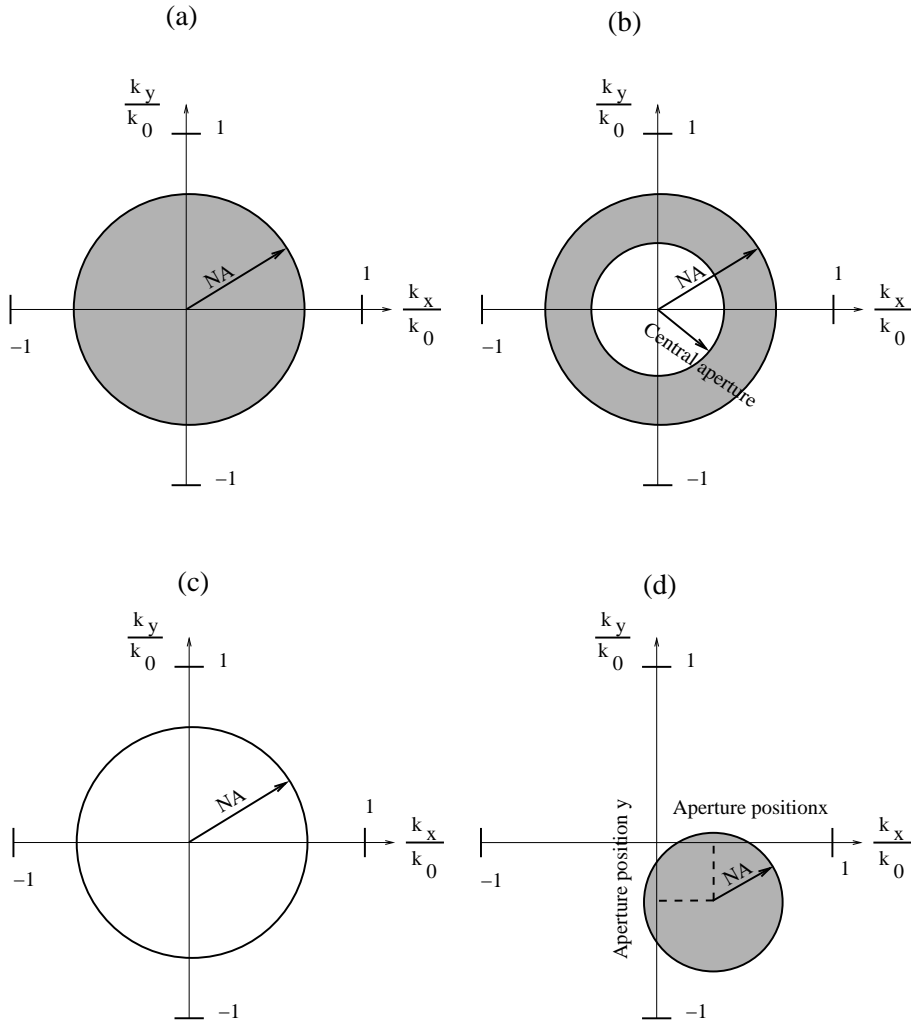 (a)
k_y
k_0
1
NA
1
k_x
k_0
−1
−1
(b)
k_y
k_0
1
NA
1
k_x
k_0
−1
Central aperture
−1
(c)
k_y
k_0
1
NA
1
k_x
k_0
−1
−1
(d)
k_y
k_0
1
Aperture positionx
Aperture position y
k_x
k_0
−1
NA
1
−1